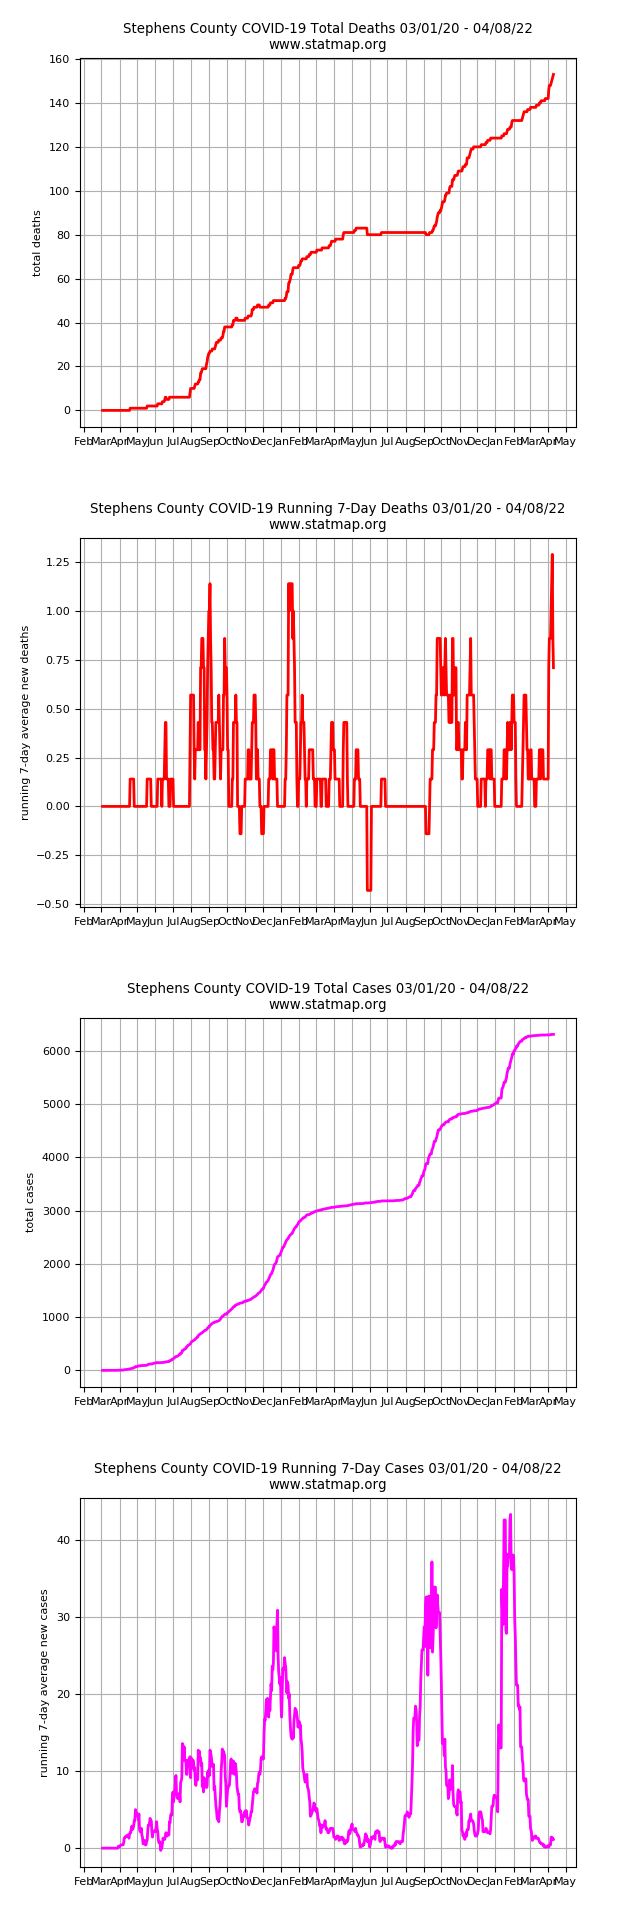 Stephens County COVID-19 Total Deaths 03/01/20 - 04/08/22
www.statmap.org
160
140
120
100
80
60
40
20
0
total deaths
Feb Mar Apr May Jun Jul Aug Sep Oct Nov Dec Jan Feb Mar Apr May Jun Jul Aug Sep Oct Nov Dec Jan Feb Mar Apr May
Stephens County COVID-19 Running 7-Day Deaths 03/01/20 - 04/08/22
www.statmap.org
1.25
1.00
0.75
0.50
0.25
0.00
−0.25
−0.50
running 7-day average new deaths
Feb Mar Apr May Jun Jul Aug Sep Oct Nov Dec Jan Feb Mar Apr May Jun Jul Aug Sep Oct Nov Dec Jan Feb Mar Apr May
Stephens County COVID-19 Total Cases 03/01/20 - 04/08/22
www.statmap.org
6000
5000
4000
3000
2000
1000
0
total cases
Feb Mar Apr May Jun Jul Aug Sep Oct Nov Dec Jan Feb Mar Apr May Jun Jul Aug Sep Oct Nov Dec Jan Feb Mar Apr May
Stephens County COVID-19 Running 7-Day Cases 03/01/20 - 04/08/22
www.statmap.org
40
30
20
10
0
running 7-day average new cases
Feb Mar Apr May Jun Jul Aug Sep Oct Nov Dec Jan Feb Mar Apr May Jun Jul Aug Sep Oct Nov Dec Jan Feb Mar Apr May